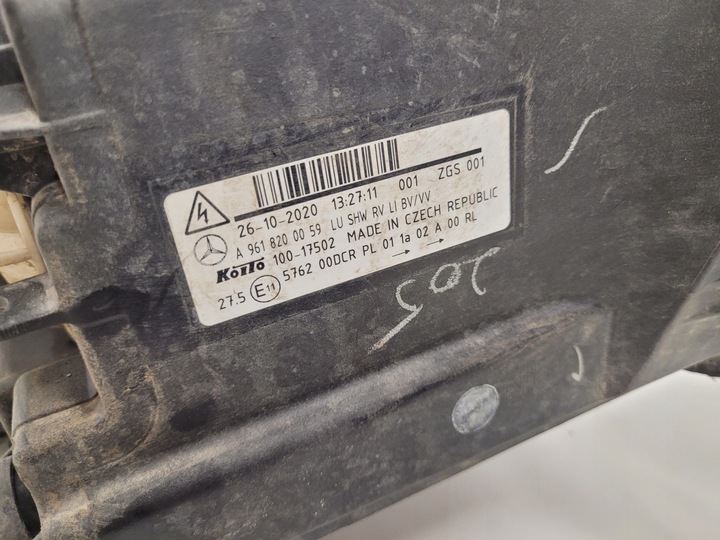 26-10-2020 13:27:11 001 ZGS 001
A 961 820 00 59 LU SHW RV LI BV/VV
Koito 100-17502 MADE IN CZECH REPUBLIC
27.5 E11 5762 00DCR PL 01 1a 02 A 00 RL
205